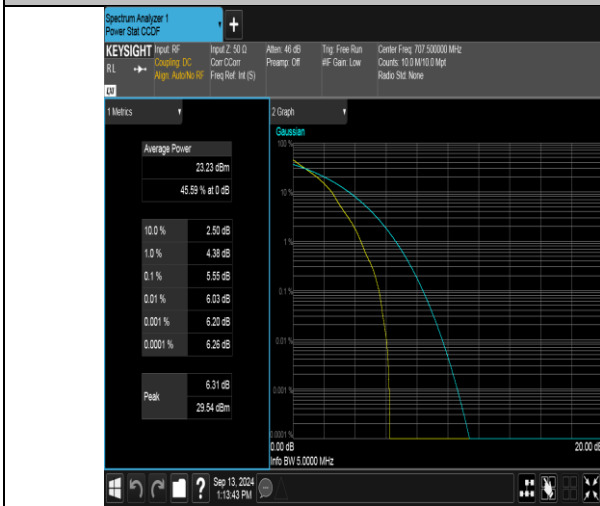 Spectrum Analyzer 1
Power Stat CCDF
+
KEYSIGHT
RL
LXI
Input: RF
Coupling: DC
Align: Auto/No RF
Input Z: 50 Ω
Corr CCorr
Freq Ref: Int (S)
Atten: 46 dB
Preamp: Off
Trig: Free Run
#IF Gain: Low
Center Freq: 707.500000 MHz
Counts: 10.0 M/10.0 Mpt
Radio Std: None
1 Metrics
Average Power
23.23 dBm
45.59 % at 0 dB
10.0 % 2.50 dB
1.0 % 4.38 dB
0.1 % 5.55 dB
0.01 % 6.03 dB
0.001 % 6.20 dB
0.0001 % 6.26 dB
Peak
6.31 dB
29.54 dBm
2 Graph
Gaussian
100 %
10 %
1 %
0.1 %
0.01 %
0.001 %
0.0001 %
0.00 dB
20.00 dB
Info BW 5.0000 MHz
?
Sep 13, 2024
1:13:43 PM